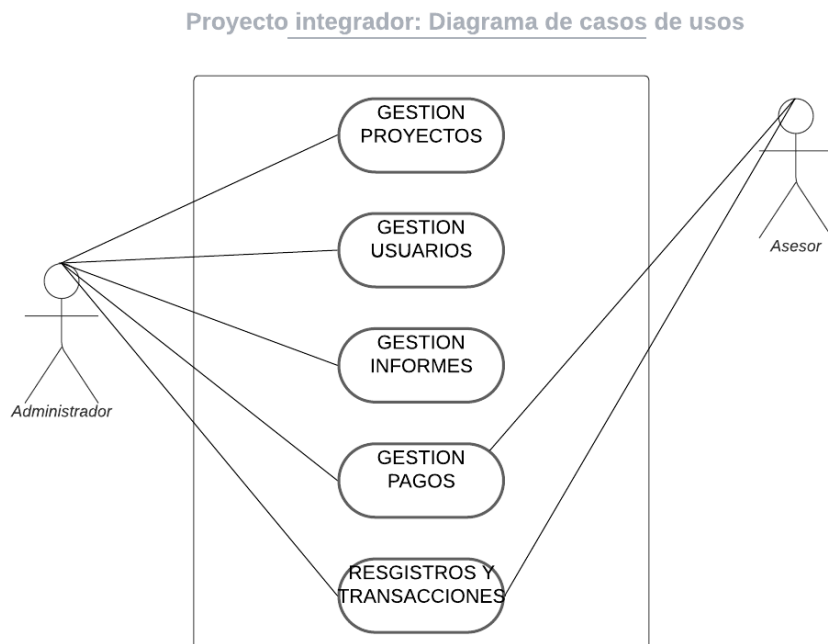 Proyecto integrador: Diagrama de casos de usos
GESTION
PROYECTOS
GESTION
USUARIOS
GESTION
INFORMES
GESTION
PAGOS
RESGISTROS Y
TRANSACCIONES
Administrador
Asesor